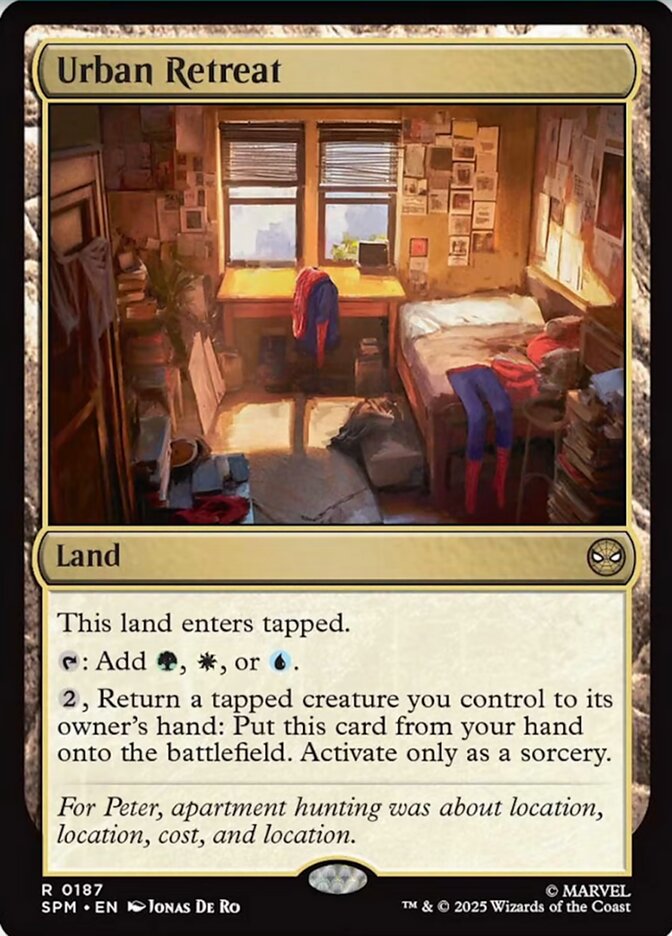 Urban Retreat
Land
This land enters tapped.
: Add , , or .
2, Return a tapped creature you control to its
owner's hand: Put this card from your hand
onto the battlefield. Activate only as a sorcery.
For Peter, apartment hunting was about location,
location, cost, and location.
R 0187
SPM • EN Jonas De Ro
© MARVEL
™ & © 2025 Wizards of the Coast